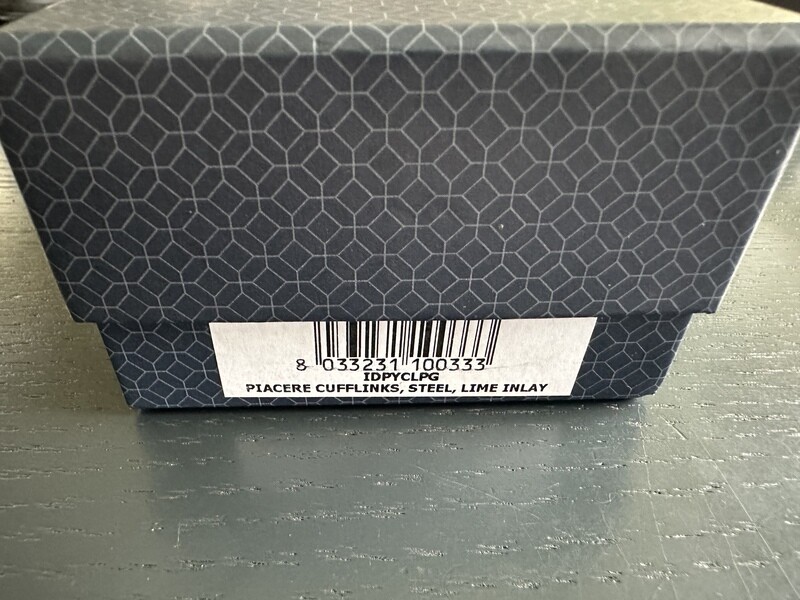 8 033231 100333
IDPYCLPG
PIACERE CUFFLINKS, STEEL, LIME INLAY